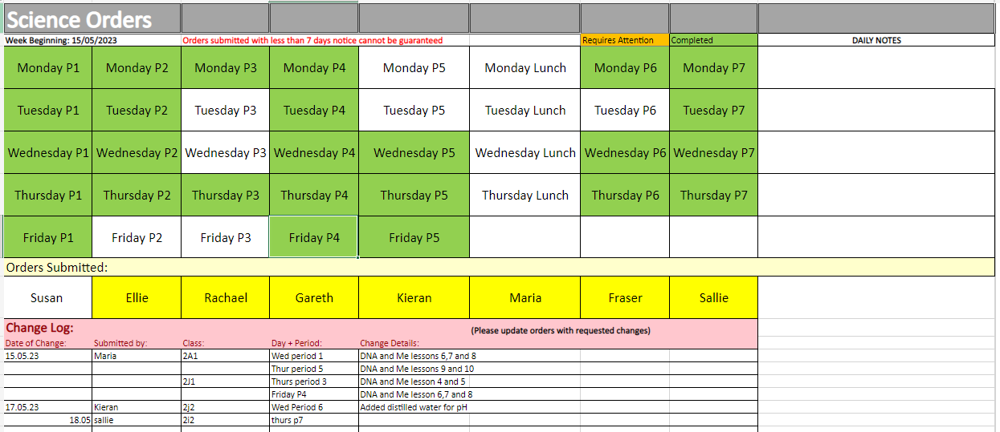 Science Orders
Week Beginning: 15/05/2023 Orders submitted with less than 7 days notice cannot be guaranteed Requires Attention Completed DAILY NOTES
Monday P1 Monday P2 Monday P3 Monday P4 Monday P5 Monday Lunch Monday P6 Monday P7
Tuesday P1 Tuesday P2 Tuesday P3 Tuesday P4 Tuesday P5 Tuesday Lunch Tuesday P6 Tuesday P7
Wednesday P1 Wednesday P2 Wednesday P3 Wednesday P4 Wednesday P5 Wednesday Lunch Wednesday P6 Wednesday P7
Thursday P1 Thursday P2 Thursday P3 Thursday P4 Thursday P5 Thursday Lunch Thursday P6 Thursday P7
Friday P1 Friday P2 Friday P3 Friday P4 Friday P5
Orders Submitted:
Susan Ellie Rachael Gareth Kieran Maria Fraser Sallie
Change Log: (Please update orders with requested changes)
Date of Change: Submitted by: Class: Day + Period: Change Details:
15.05.23 Maria 2A1 Wed period 1 DNA and Me lessons 6,7 and 8
Thur period 5 DNA and Me lessons 9 and 10
2J1 Thurs period 3 DNA and Me lesson 4 and 5
Friday P4 DNA and Me lesson 6,7 and 8
17.05.23 Kieran 2j2 Wed Period 6 Added distilled water for pH
18.05 sallie 2i2 thurs p7